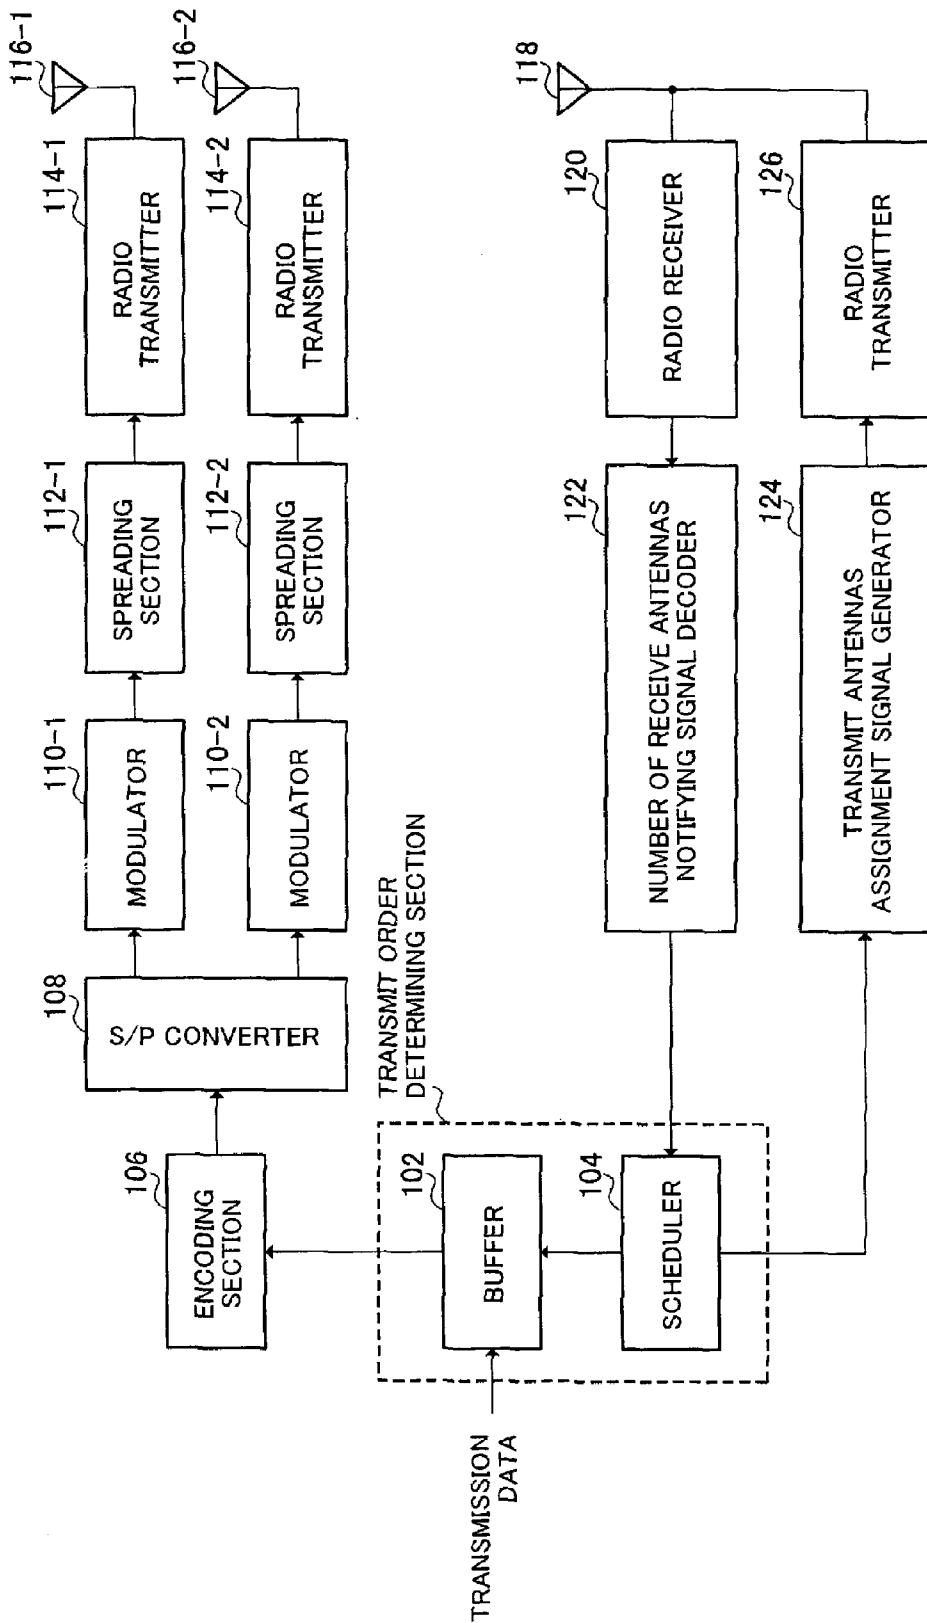 116-1
114-1
RADIO
TRANSMITTER
112-1
SPREADING
SECTION
110-1
MODULATOR
108
S/P CONVERTER
116-2
114-2
RADIO
TRANSMITTER
112-2
SPREADING
SECTION
110-2
MODULATOR
106
ENCODING
SECTION
TRANSMIT ORDER
DETERMINING SECTION
102
BUFFER
104
SCHEDULER
TRANSMISSION
DATA
118
120
RADIO RECEIVER
122
NUMBER OF RECEIVE ANTENNAS
NOTIFYING SIGNAL DECODER
124
TRANSMIT ANTENNAS
ASSIGNMENT SIGNAL GENERATOR
126
RADIO
TRANSMITTER